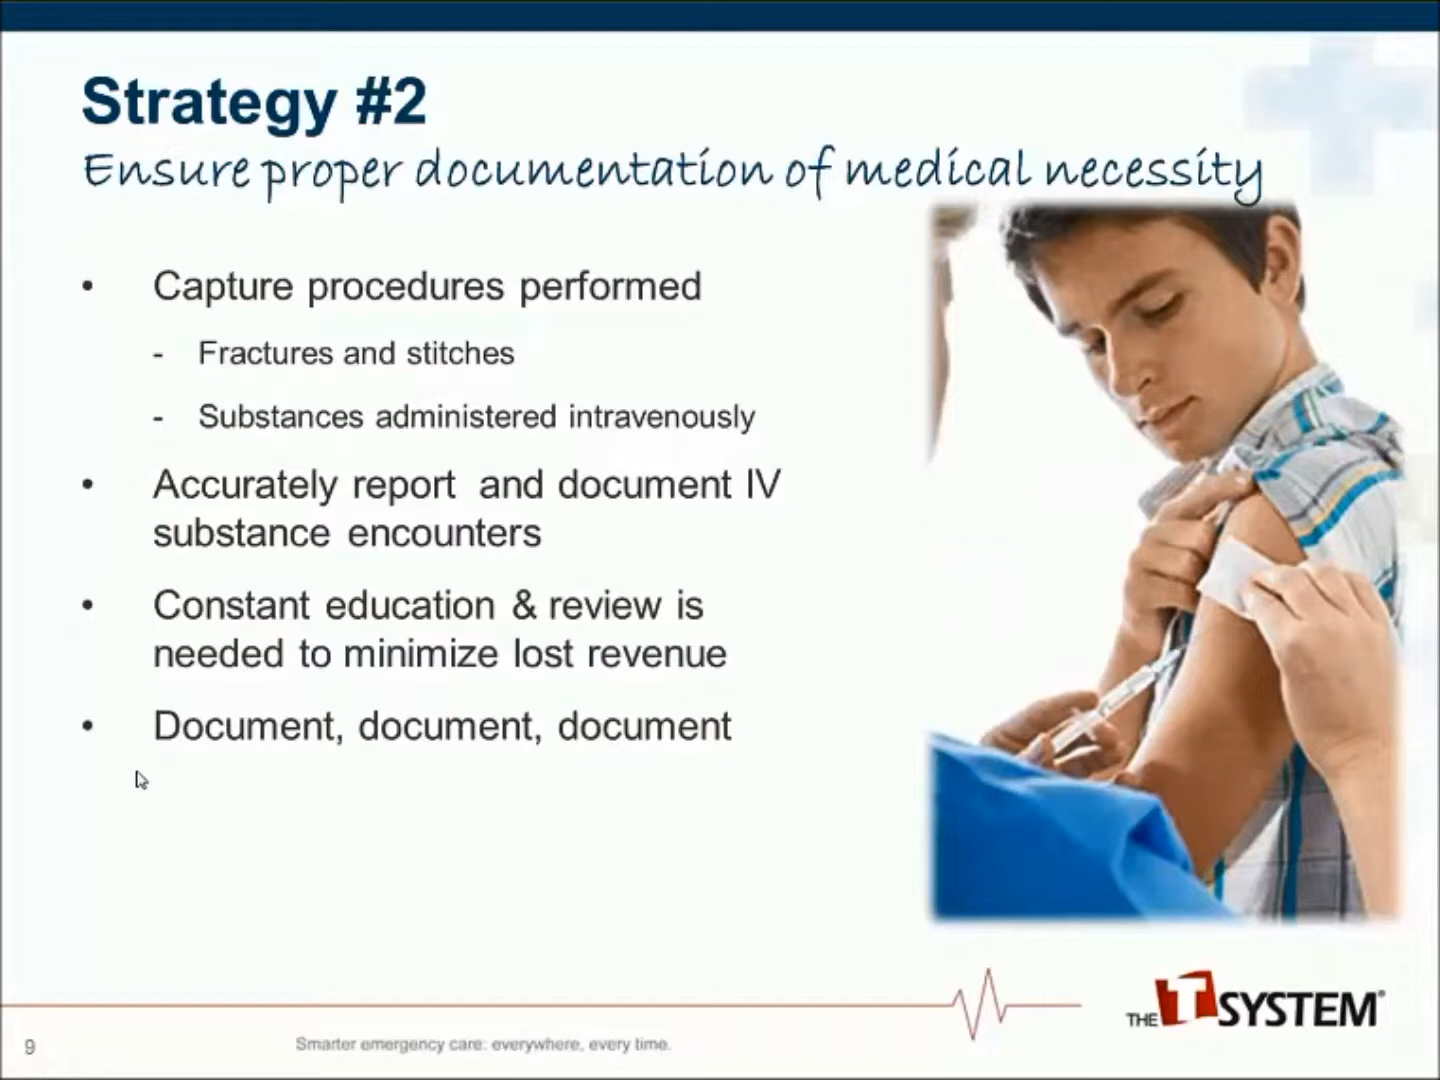 Strategy #2
Ensure proper documentation of medical necessity
• Capture procedures performed
- Fractures and stitches
- Substances administered intravenously
• Accurately report and document IV
substance encounters
• Constant education & review is
needed to minimize lost revenue
• Document, document, document
THE T SYSTEM®
9
Smarter emergency care: everywhere, every time.